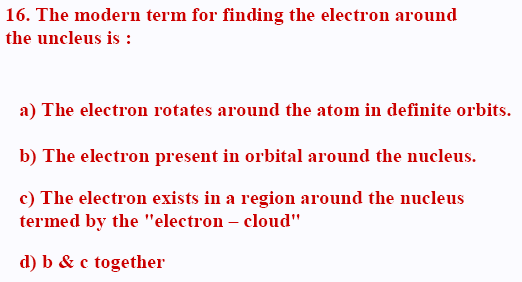 16. The modern term for finding the electron around
the uncleus is :
a) The electron rotates around the atom in definite orbits.
b) The electron present in orbital around the nucleus.
c) The electron exists in a region around the nucleus
termed by the "electron – cloud"
d) b & c together